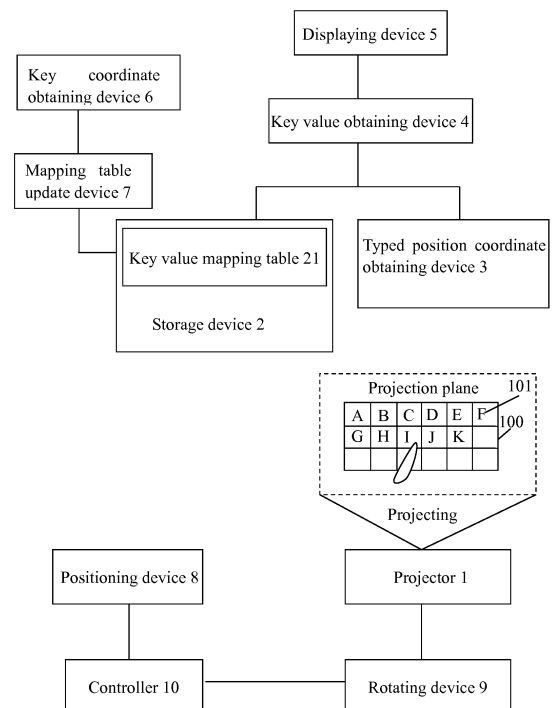 Displaying device 5
Key coordinate
obtaining device 6
Key value obtaining device 4
Mapping table
update device 7
Key value mapping table 21
Storage device 2
Typed position coordinate
obtaining device 3
Projection plane
101
A B C D E F
100
G H I J K
Projecting
Positioning device 8
Projector 1
Controller 10
Rotating device 9